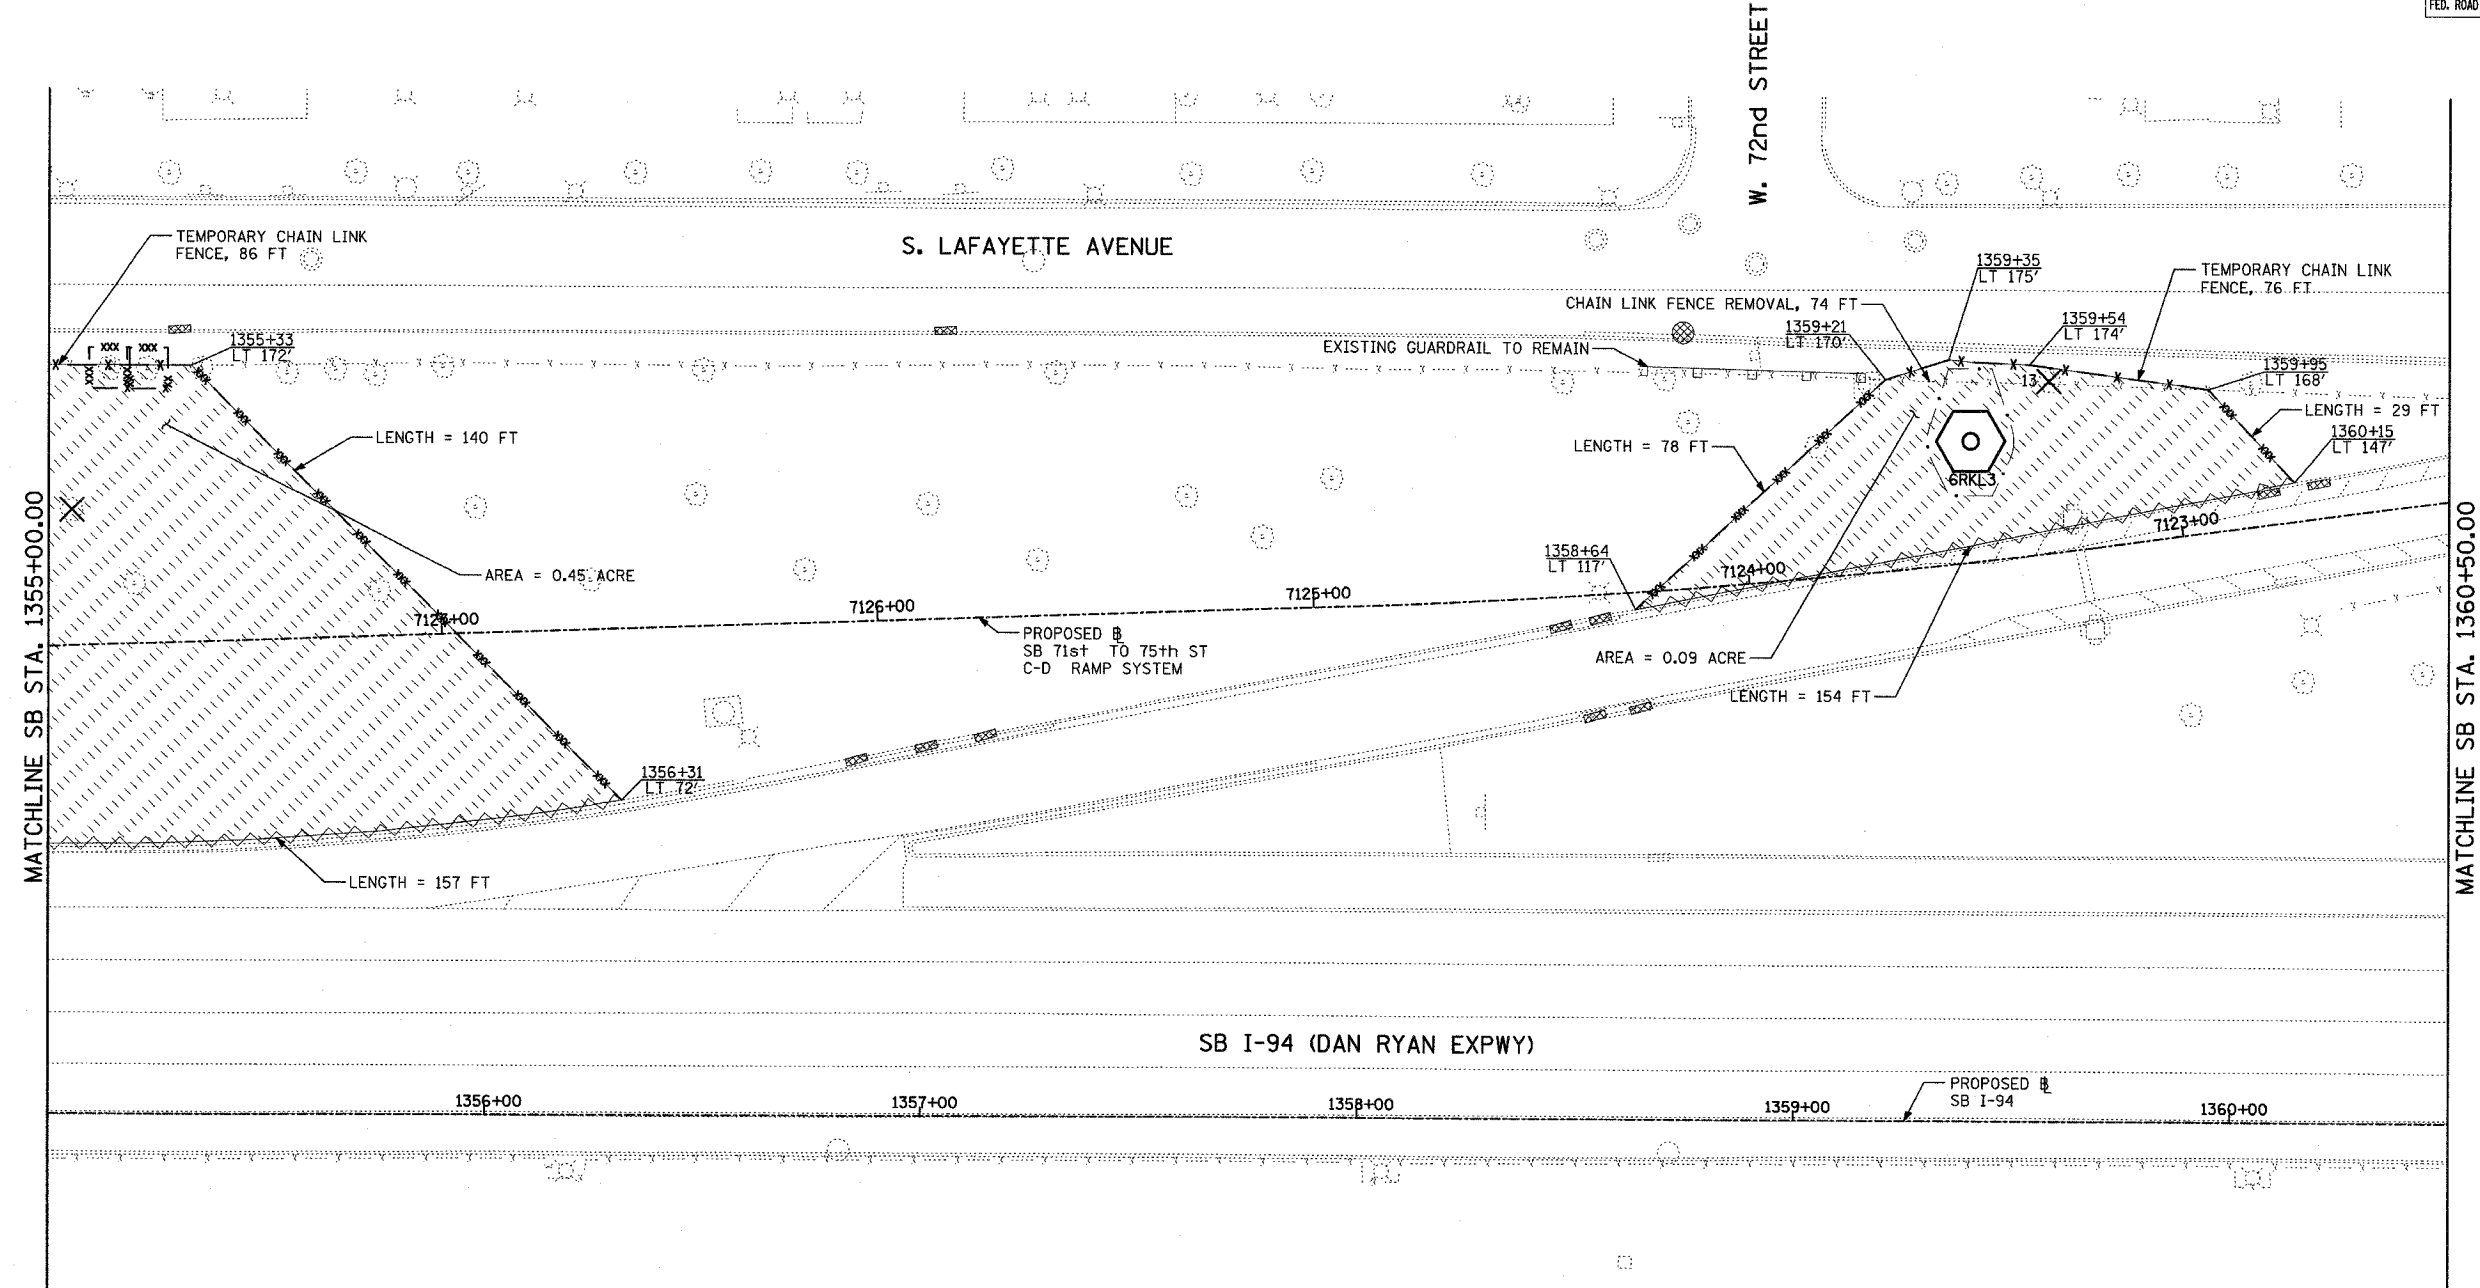 FED. ROAD
W. 72nd STREET
TEMPORARY CHAIN LINK
FENCE, 86 FT
S. LAFAYETTE AVENUE
1359+35
LT 175'
TEMPORARY CHAIN LINK
FENCE, 76 FT
CHAIN LINK FENCE REMOVAL, 74 FT
1359+21
LT 170'
1359+54
LT 174'
1355+33
LT 172'
EXISTING GUARDRAIL TO REMAIN
1359+95
LT 168'
13
LENGTH = 29 FT
LENGTH = 140 FT
LENGTH = 78 FT
1360+15
LT 147'
6RKL3
MATCHLINE SB STA. 1355+00.00
MATCHLINE SB STA. 1360+50.00
7123+00
1358+64
LT 117'
7124+00
AREA = 0.45 ACRE
7125+00
7126+00
PROPOSED B
SB 71st TO 75th ST
C-D RAMP SYSTEM
AREA = 0.09 ACRE
LENGTH = 154 FT
1356+31
LT 72'
LENGTH = 157 FT
SB I-94 (DAN RYAN EXPWY)
PROPOSED B
SB I-94
1356+00
1357+00
1358+00
1359+00
1360+00